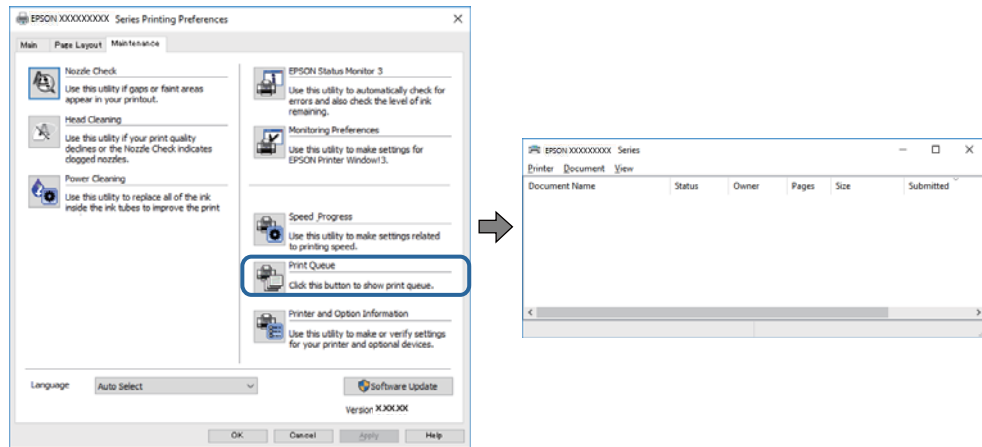 EPSON XXXXXXXXX Series Printing Preferences
Main Page Layout Maintenance
Nozzle Check
Use this utility if gaps or faint areas
appear in your printout.
Head Cleaning
Use this utility if your print quality
declines or the Nozzle Check indicates
clogged nozzles.
Power Cleaning
Use this utility to replace all of the ink
inside the ink tubes to improve the print
EPSON Status Monitor 3
Use this utility to automatically check for
errors and also check the level of ink
remaining.
Monitoring Preferences
Use this utility to make settings for
EPSON Printer Window!3.
Speed Progress
Use this utility to make settings related
to printing speed.
Print Queue
Click this button to show print queue.
Printer and Option Information
Use this utility to make or verify settings
for your printer and optional devices.
Language Auto Select
Software Update
Version X.XX.XX
OK Cancel Apply Help
EPSON XXXXXXXXX Series
Printer Document View
Document Name Status Owner Pages Size Submitted